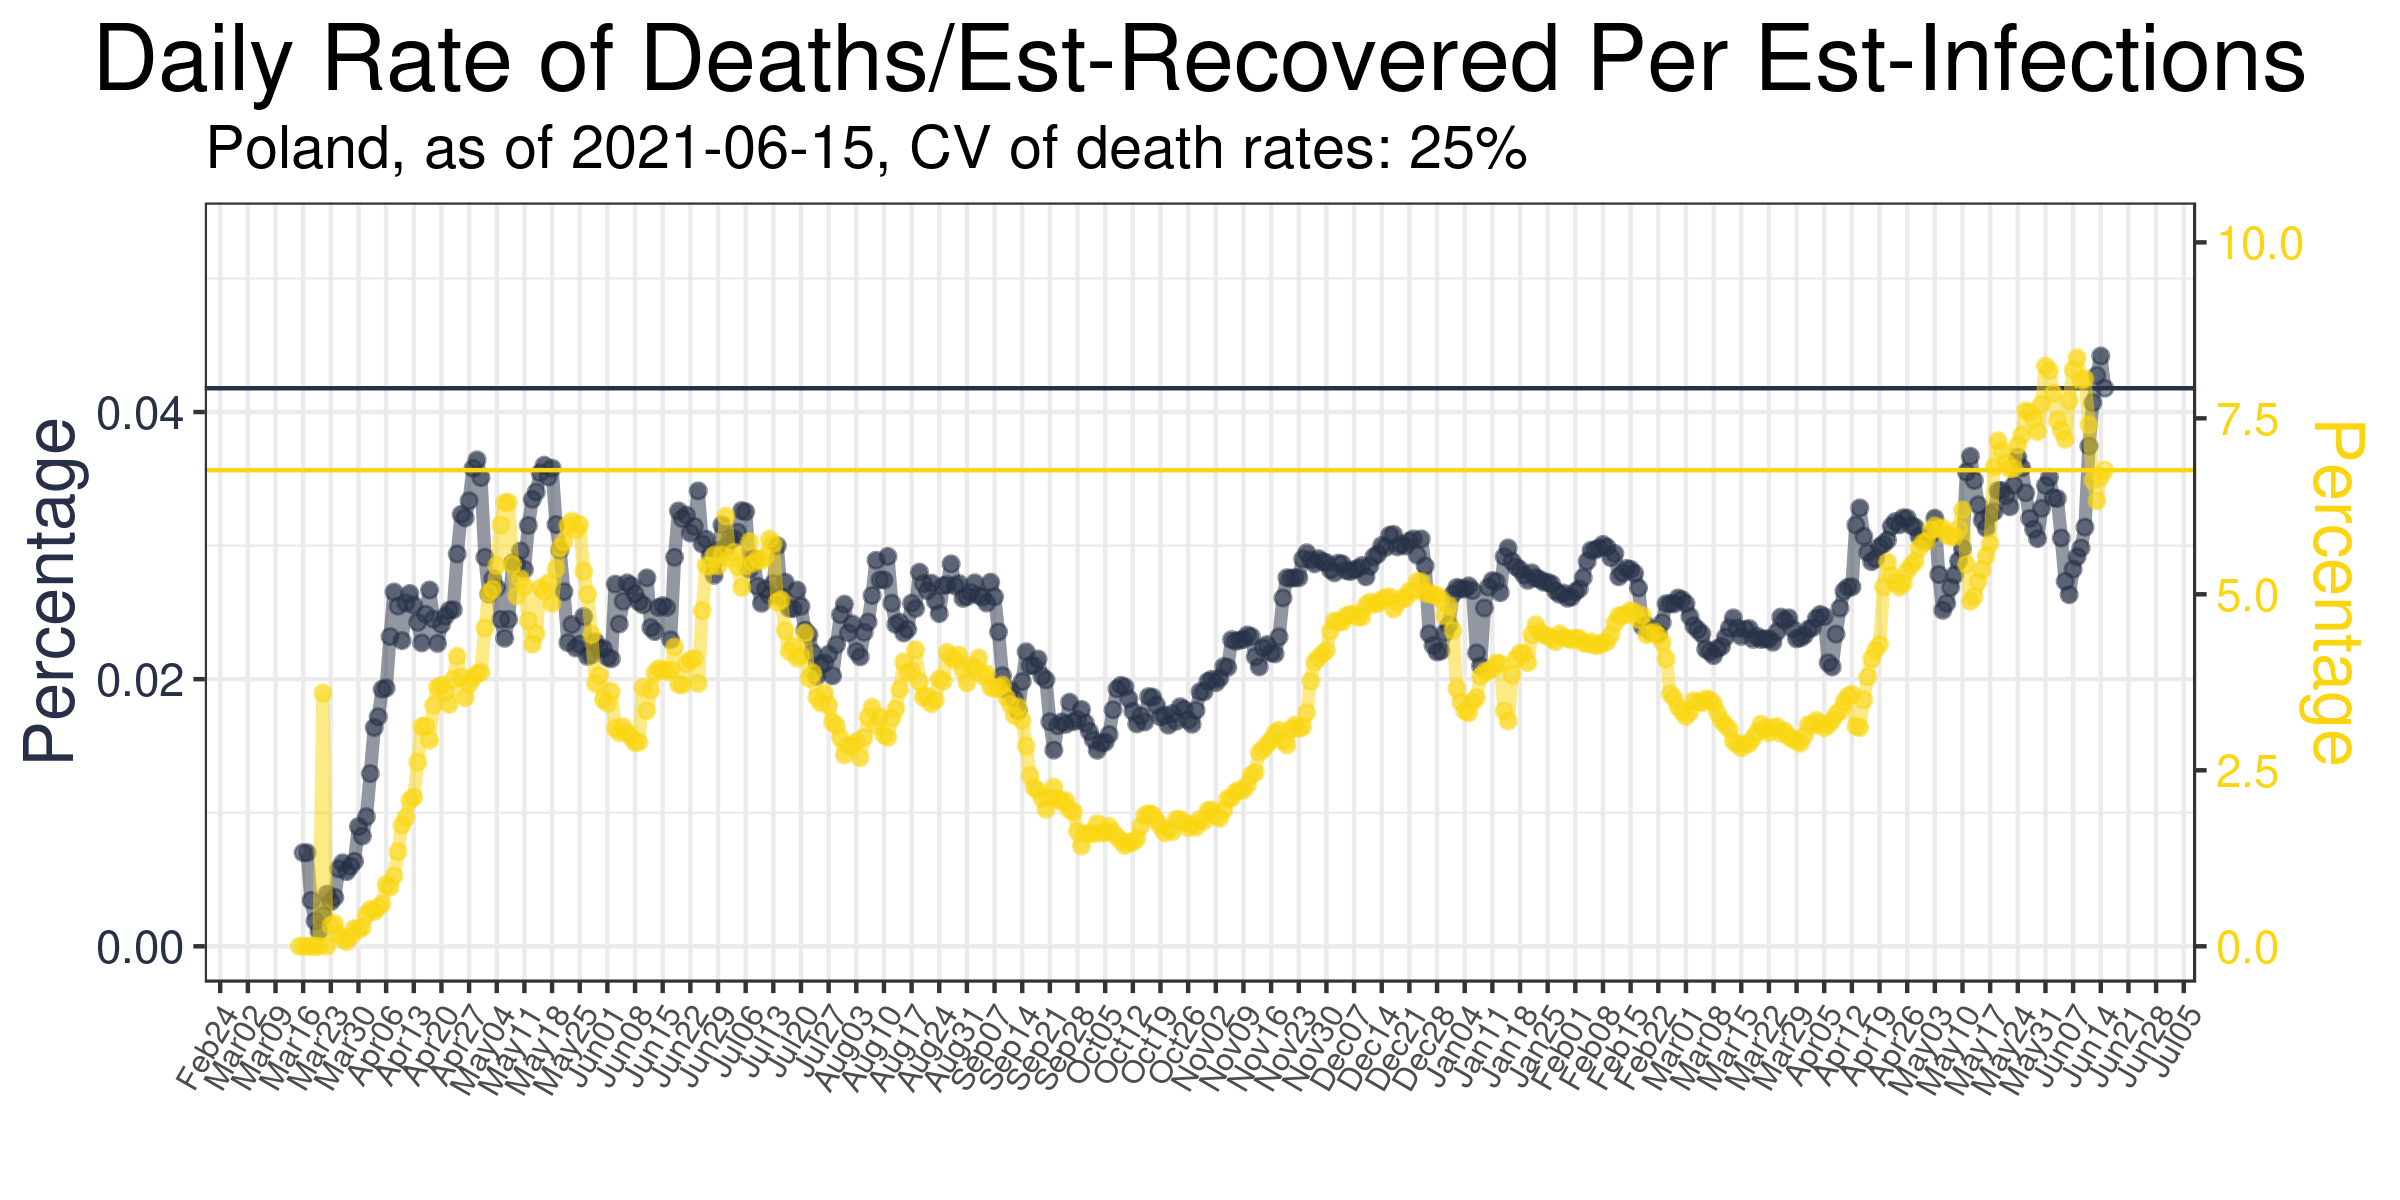 Daily Rate of Deaths/Est-Recovered Per Est-Infections
Poland, as of 2021-06-15, CV of death rates: 25%
Percentage
0.04
0.02
0.00
10.0
7.5
5.0
2.5
0.0
Percentage
Feb24
Mar02
Mar09
Mar16
Mar23
Mar30
Apr06
Apr13
Apr20
Apr27
May04
May11
May18
May25
Jun01
Jun08
Jun15
Jun22
Jun29
Jul06
Jul13
Jul20
Jul27
Aug03
Aug10
Aug17
Aug24
Aug31
Sep07
Sep14
Sep21
Sep28
Oct05
Oct12
Oct19
Oct26
Nov02
Nov09
Nov16
Nov23
Nov30
Dec07
Dec14
Dec21
Dec28
Jan04
Jan11
Jan18
Jan25
Feb01
Feb08
Feb15
Feb22
Mar01
Mar08
Mar15
Mar22
Mar29
Apr05
Apr12
Apr19
Apr26
May03
May10
May17
May24
May31
Jun07
Jun14
Jun21
Jun28
Jul05